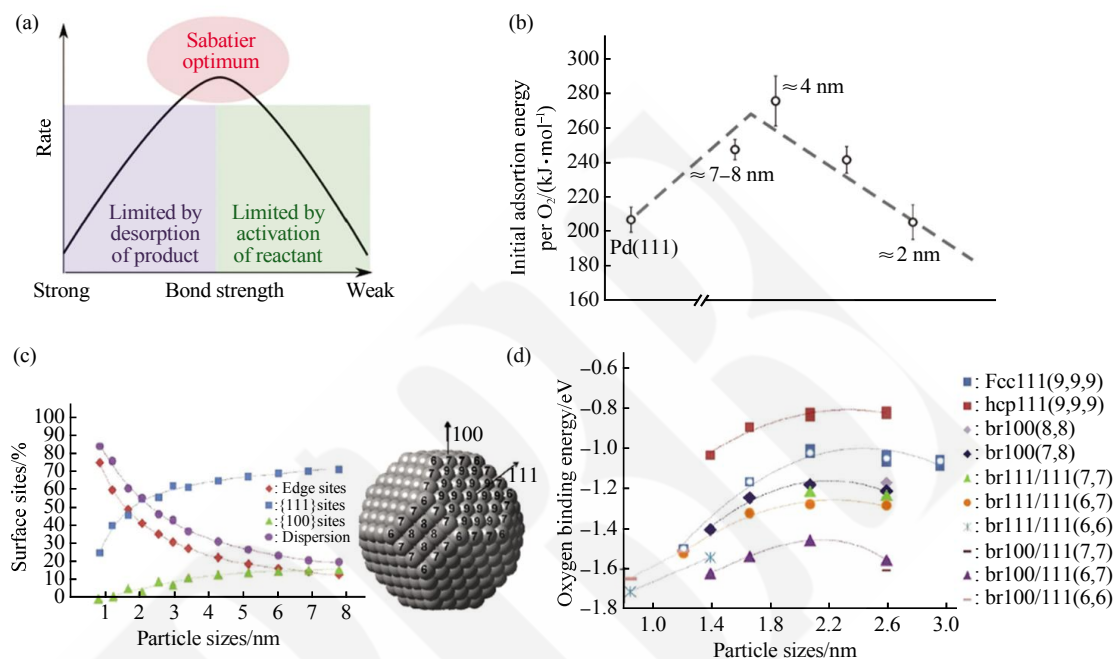 (a)
Sabatier
optimum
Rate
Limited by
desorption
of product
Limited by
activation
of reactant
Strong
Bond strength
Weak
(b)
Initial adsorption energy
per O₂/(kJ·mol⁻¹)
300
280
260
240
220
200
180
160
≈4 nm
≈7–8 nm
Pd(111)
≈2 nm
(c)
Surface sites/%
100
90
80
70
60
50
40
30
20
10
0
1 2 3 4 5 6 7 8
Particle sizes/nm
: Edge sites
: {111}sites
: {100}sites
: Dispersion
100
111
(d)
Oxygen binding energy/eV
−0.6
−0.8
−1.0
−1.2
−1.4
−1.6
−1.8
1.0 1.4 1.8 2.2 2.6 3.0
Particle sizes/nm
: Fcc111(9,9,9)
: hcp111(9,9,9)
: br100(8,8)
: br100(7,8)
: br111/111(7,7)
: br111/111(6,7)
: br111/111(6,6)
: br100/111(7,7)
: br100/111(6,7)
: br100/111(6,6)